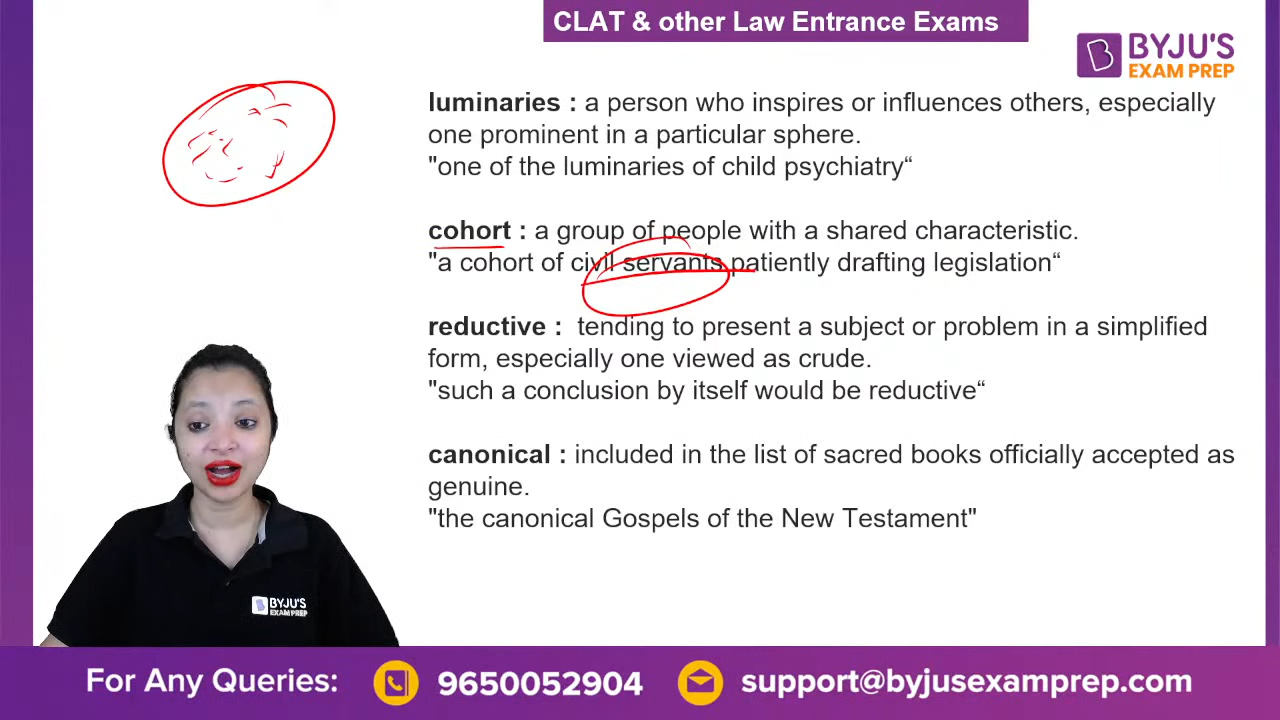 CLAT & other Law Entrance Exams
BYJU'S
EXAM PREP
luminaries : a person who inspires or influences others, especially
one prominent in a particular sphere.
"one of the luminaries of child psychiatry“
cohort : a group of people with a shared characteristic.
"a cohort of civil servants patiently drafting legislation“
reductive : tending to present a subject or problem in a simplified
form, especially one viewed as crude.
"such a conclusion by itself would be reductive“
canonical : included in the list of sacred books officially accepted as
genuine.
"the canonical Gospels of the New Testament"
BYJU'S
EXAM PREP
For Any Queries: 9650052904 support@byjusexamprep.com